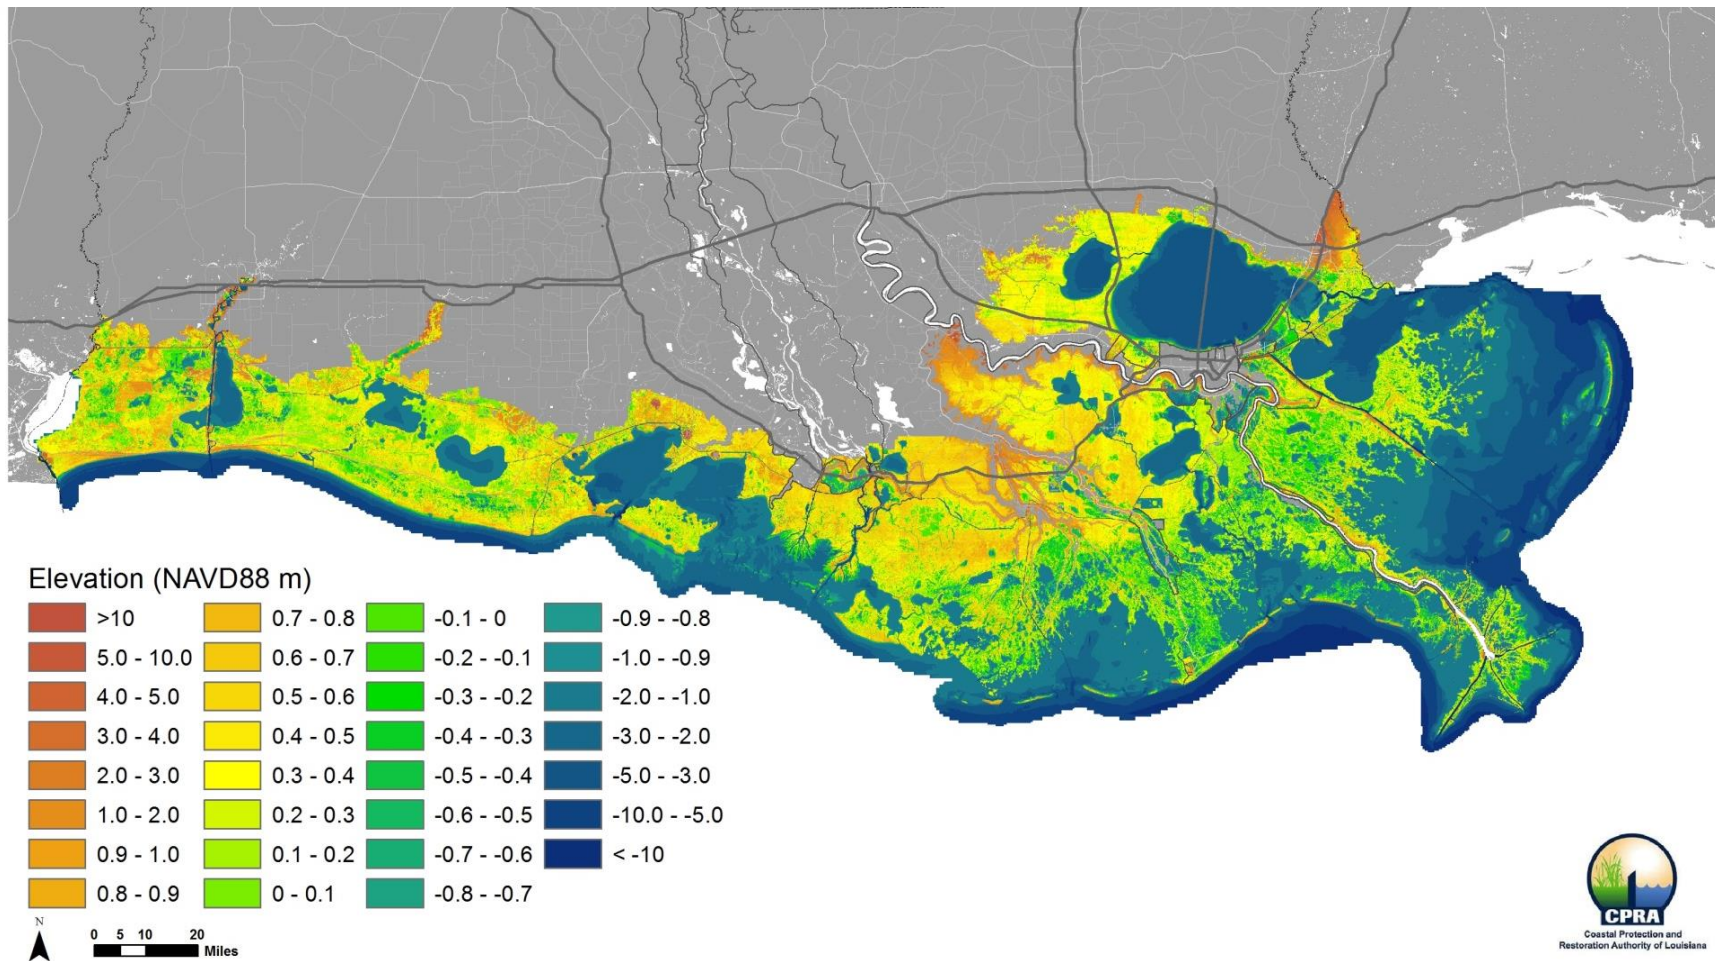 Elevation (NAVD88 m)
>10
5.0 - 10.0
4.0 - 5.0
3.0 - 4.0
2.0 - 3.0
1.0 - 2.0
0.9 - 1.0
0.8 - 0.9
0.7 - 0.8
0.6 - 0.7
0.5 - 0.6
0.4 - 0.5
0.3 - 0.4
0.2 - 0.3
0.1 - 0.2
0 - 0.1
-0.1 - 0
-0.2 - -0.1
-0.3 - -0.2
-0.4 - -0.3
-0.5 - -0.4
-0.6 - -0.5
-0.7 - -0.6
-0.8 - -0.7
-0.9 - -0.8
-1.0 - -0.9
-2.0 - -1.0
-3.0 - -2.0
-5.0 - -3.0
-10.0 - -5.0
< -10
N
0 5 10 20
Miles
CPRA
Coastal Protection and
Restoration Authority of Louisiana